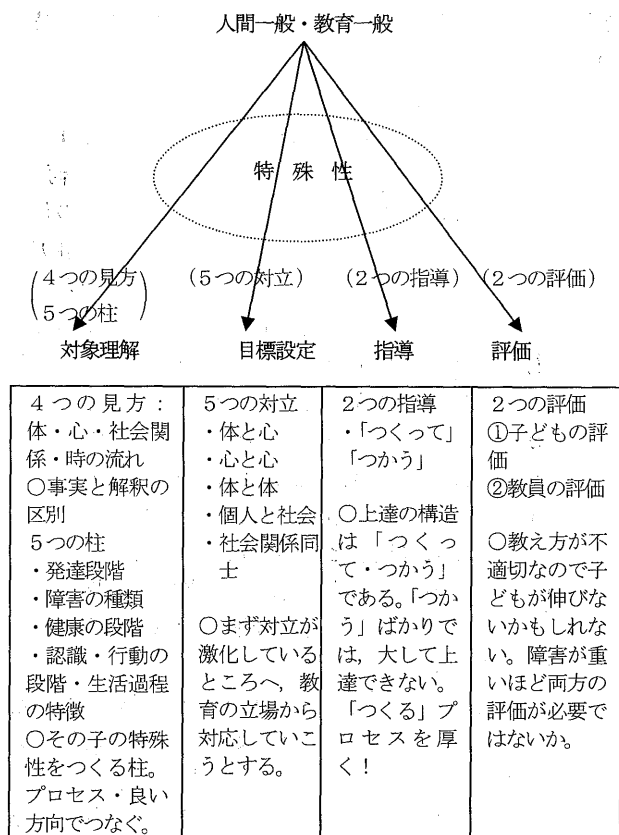 人間一般・教育一般
特殊性
(4つの見方
5つの柱)
(5つの対立)
(2つの指導)
(2つの評価)
対象理解
目標設定
指導
評価
4つの見方：
体・心・社会関
係・時の流れ
○事実と解釈の
区別
5つの柱
・発達段階
・障害の種類
・健康の段階
・認識・行動の
段階・生活過程
の特徴
○その子の特殊
性をつくる柱。
プロセス・良い
方向でつなぐ。
5つの対立
・体と心
・心と心
・体と体
・個人と社会
・社会関係同
士
○まず対立が
激化している
ところへ，教
育の立場から
対応していこ
うとする。
2つの指導
・「つくって」
「つかう」
○上達の構造
は「つくっ
て・つかう」
である。「つか
う」ばかりで
は，大して上
達できない。
「つくる」プ
ロセスを厚
く！
2つの評価
①子どもの評
価
②教員の評価
○教え方が不
適切なので子
どもが伸びな
いかもしれな
い。障害が重
いほど両方の
評価が必要で
はないか。